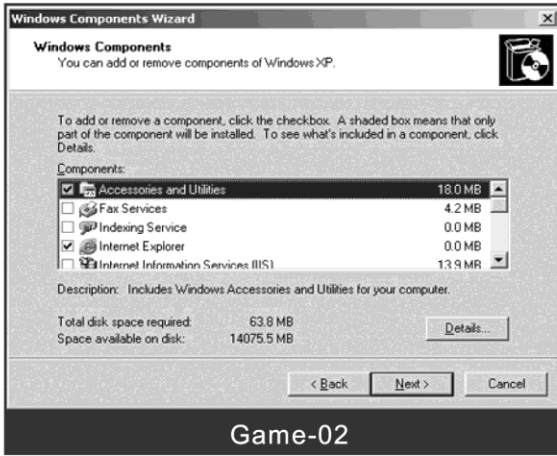 Windows Components Wizard
Windows Components
You can add or remove components of Windows XP.
To add or remove a component, click the checkbox. A shaded box means that only
part of the component will be installed. To see what's included in a component, click
Details.
Components:
Accessories and Utilities 18.0 MB
Fax Services 4.2 MB
Indexing Service 0.0 MB
Internet Explorer 0.0 MB
Internet Information Services (IIS) 13.9 MB
Description: Includes Windows Accessories and Utilities for your computer.
Total disk space required: 63.8 MB
Space available on disk: 14075.5 MB
Details...
< Back Next > Cancel
Game-02